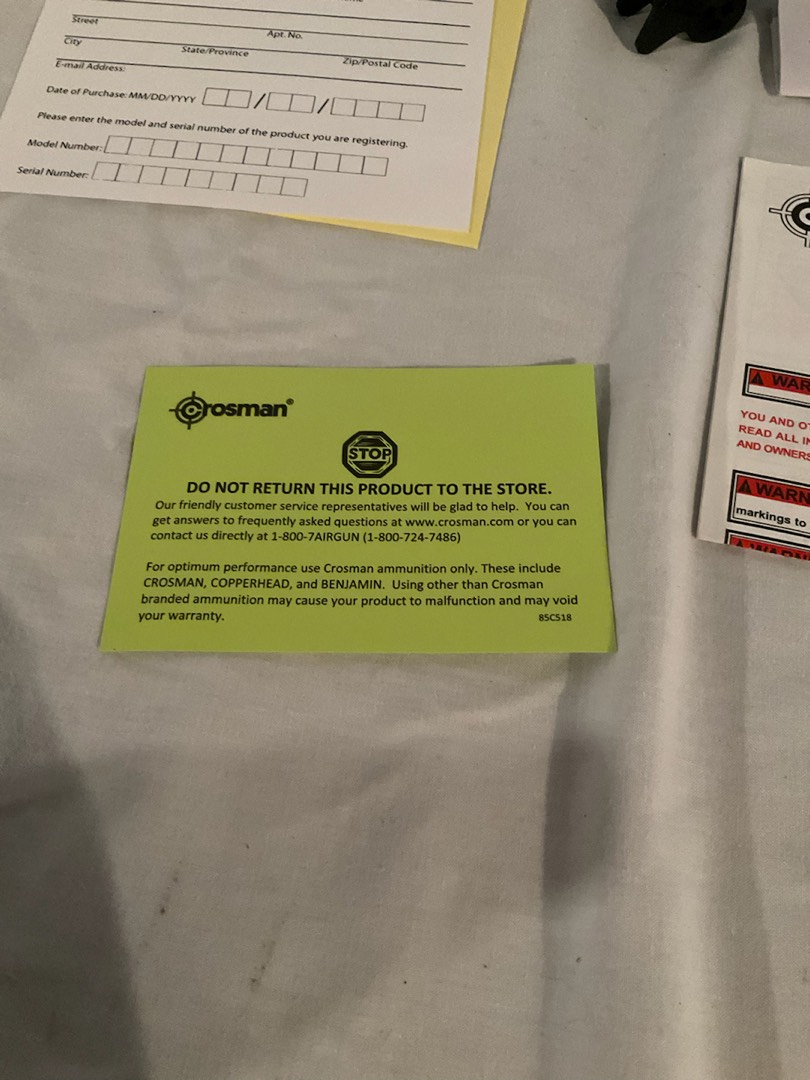 Street
Apt. No.
City
State/Province
Zip/Postal Code
E-mail Address:
Date of Purchase: MM/DD/YYYY / /
Please enter the model and serial number of the product you are registering.
Model Number:
Serial Number:
Crosman®
STOP
DO NOT RETURN THIS PRODUCT TO THE STORE.
Our friendly customer service representatives will be glad to help. You can
get answers to frequently asked questions at www.crosman.com or you can
contact us directly at 1-800-7AIRGUN (1-800-724-7486)
For optimum performance use Crosman ammunition only. These include
CROSMAN, COPPERHEAD, and BENJAMIN. Using other than Crosman
branded ammunition may cause your product to malfunction and may void
your warranty.
85C518
WAR
YOU AND O
READ ALL I
AND OWNERS
WARN
markings to